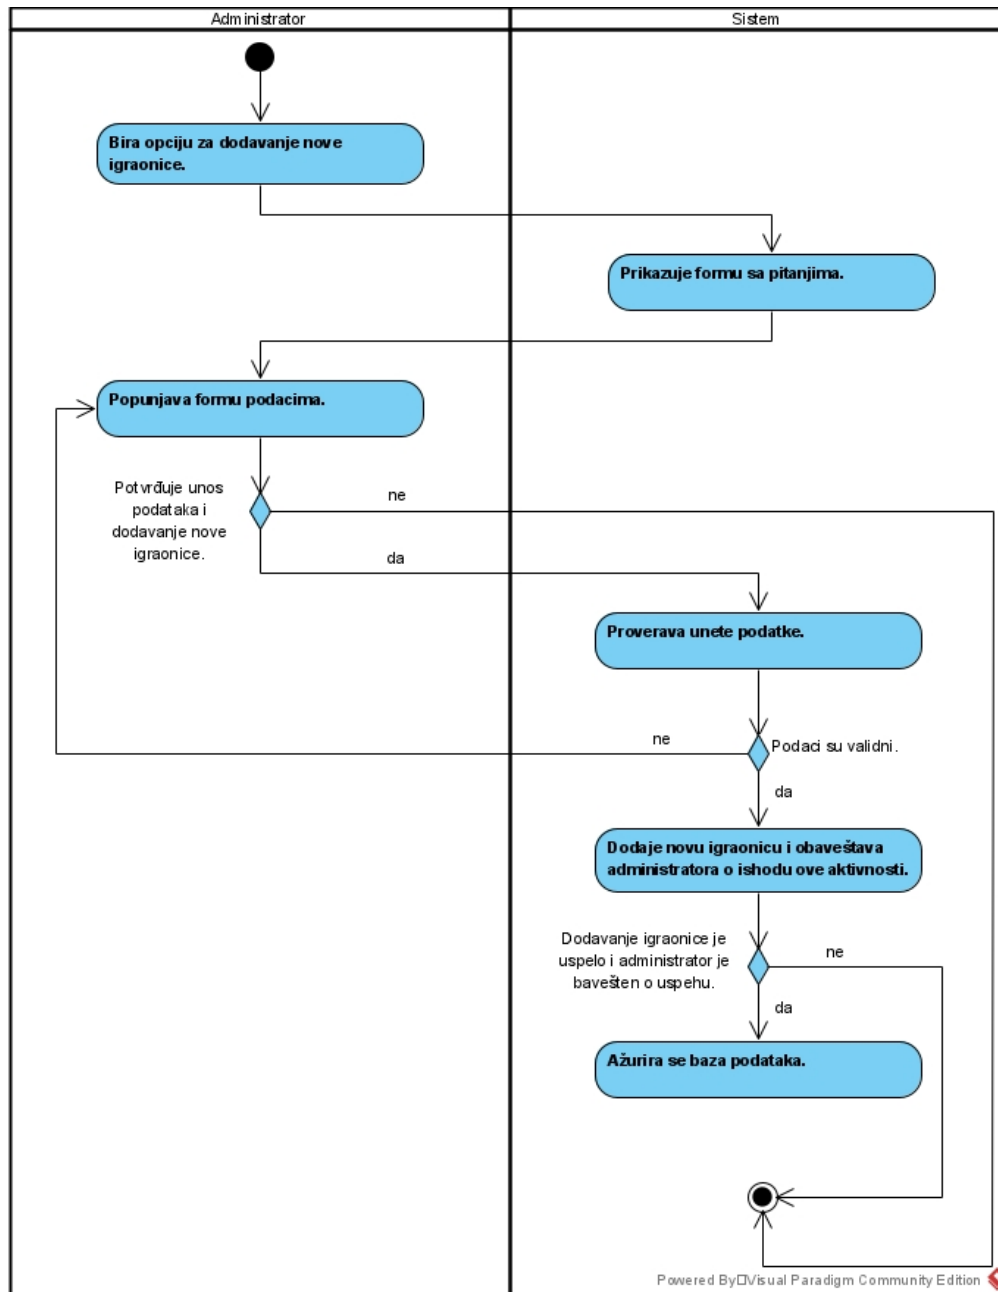 Administrator
Sistem
Bira opciju za dodavanje nove
igraonice.
Prikazuje formu sa pitanjima.
Popunjava formu podacima.
Potvrđuje unos
podataka i
dodavanje nove
igraonice.
ne
da
Proverava unete podatke.
ne
Podaci su validni.
da
Dodaje novu igraonicu i obaveštava
administratora o ishodu ove aktivnosti.
Dodavanje igraonice je
uspelo i administrator je
bavešten o uspehu.
ne
da
Ažurira se baza podataka.
Powered By□Visual Paradigm Community Edition